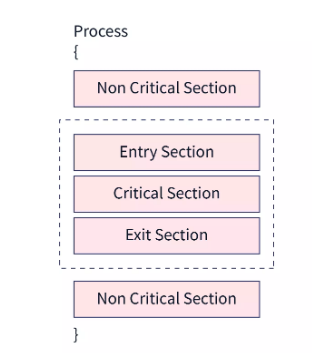 Process
{
Non Critical Section
Entry Section
Critical Section
Exit Section
Non Critical Section
}